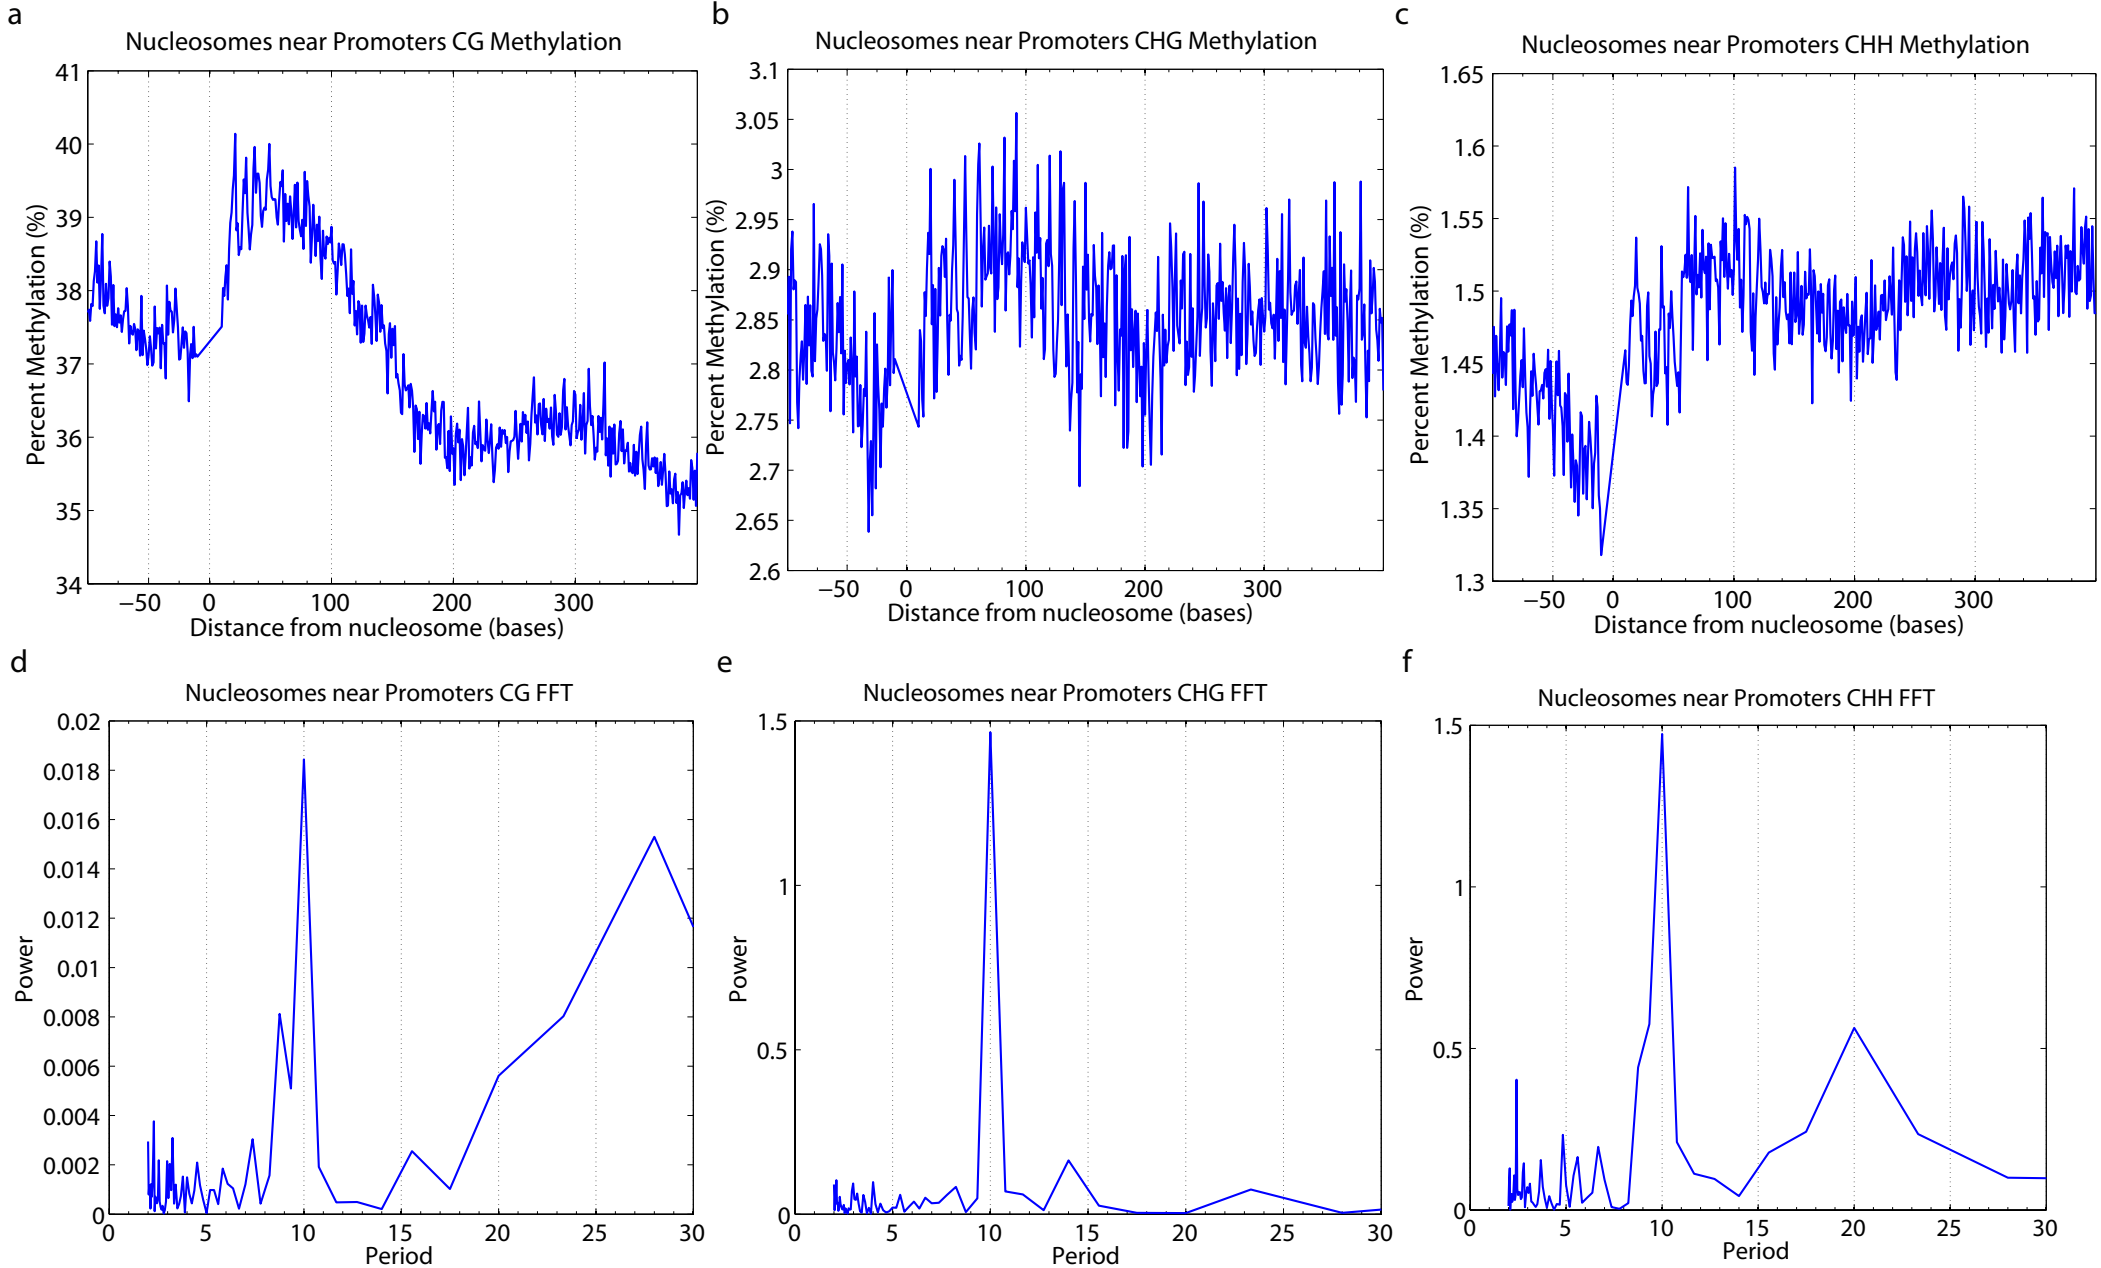 a
Nucleosomes near Promoters CG Methylation
41
40
39
38
37
36
35
34
Percent Methylation (%)
−50 0 100 200 300
Distance from nucleosome (bases)
b
Nucleosomes near Promoters CHG Methylation
3.1
3.05
3
2.95
2.9
2.85
2.8
2.75
2.7
2.65
2.6
Percent Methylation (%)
−50 0 100 200 300
Distance from nucleosome (bases)
c
Nucleosomes near Promoters CHH Methylation
1.65
1.6
1.55
1.5
1.45
1.4
1.35
1.3
Percent Methylation (%)
−50 0 100 200 300
Distance from nucleosome (bases)
d
Nucleosomes near Promoters CG FFT
0.02
0.018
0.016
0.014
0.012
0.01
0.008
0.006
0.004
0.002
0
Power
0 5 10 15 20 25 30
Period
e
Nucleosomes near Promoters CHG FFT
1.5
1
0.5
0
Power
0 5 10 15 20 25 30
Period
f
Nucleosomes near Promoters CHH FFT
1.5
1
0.5
0
Power
0 5 10 15 20 25 30
Period